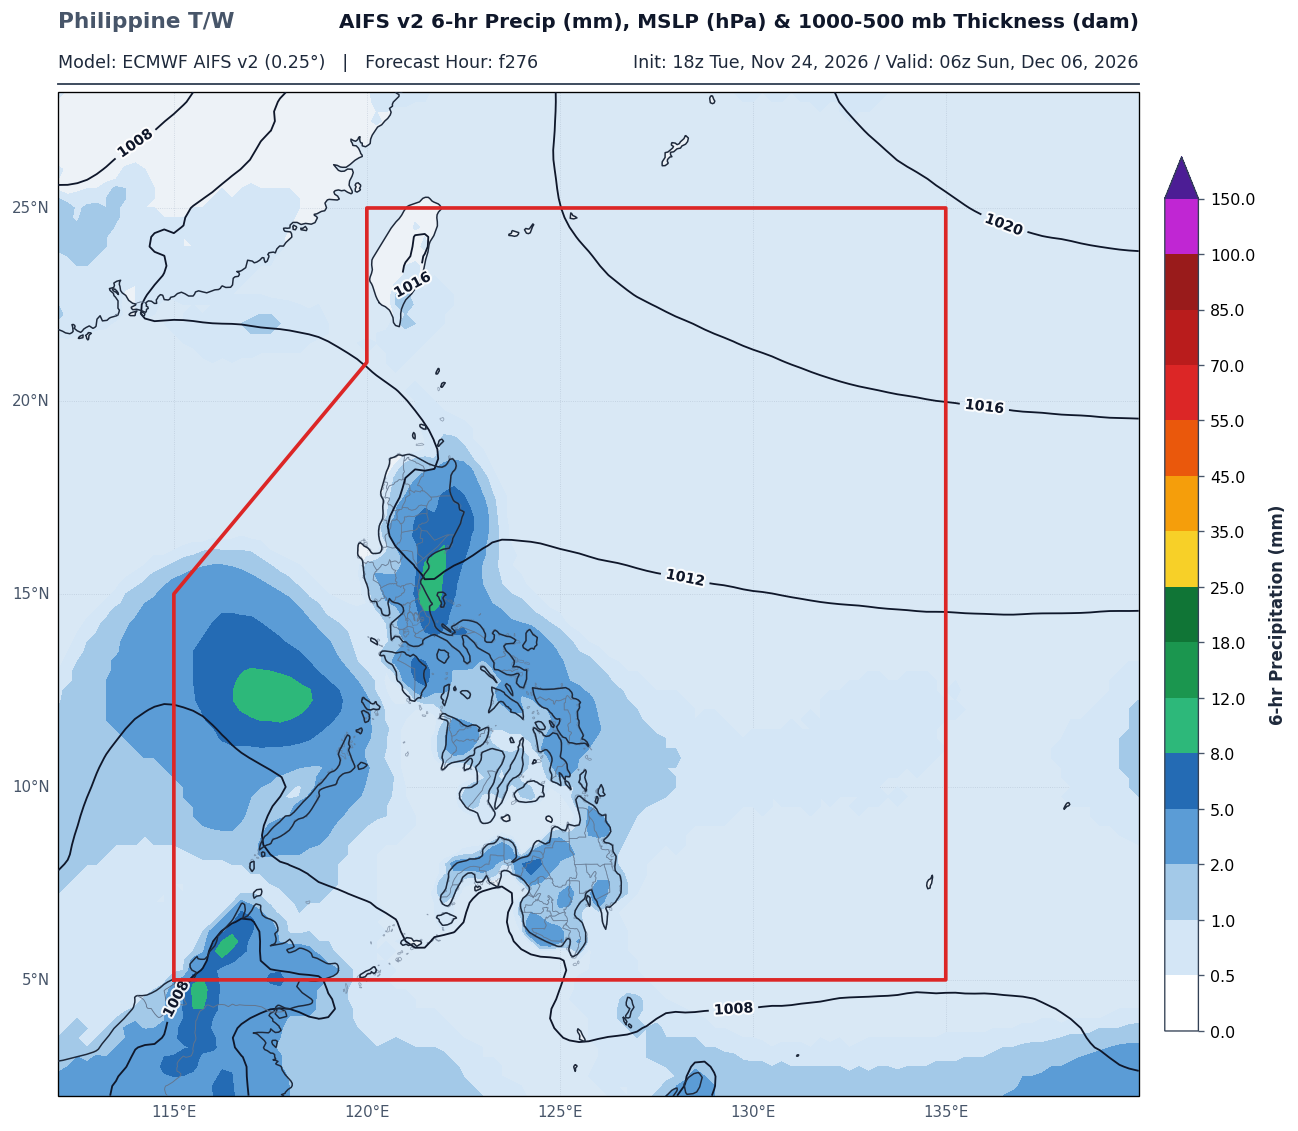 Philippine T/W
AIFS v2 6-hr Precip (mm), MSLP (hPa) & 1000-500 mb Thickness (dam)
Model: ECMWF AIFS v2 (0.25°)   |   Forecast Hour: f276
Init: 18z Tue, Nov 24, 2026 / Valid: 06z Sun, Dec 06, 2026
1008
1020
1016
1016
1012
1008
1008
25°N
20°N
15°N
10°N
5°N
115°E
120°E
125°E
130°E
135°E
150.0
100.0
85.0
70.0
55.0
45.0
35.0
25.0
18.0
12.0
8.0
5.0
2.0
1.0
0.5
0.0
6-hr Precipitation (mm)